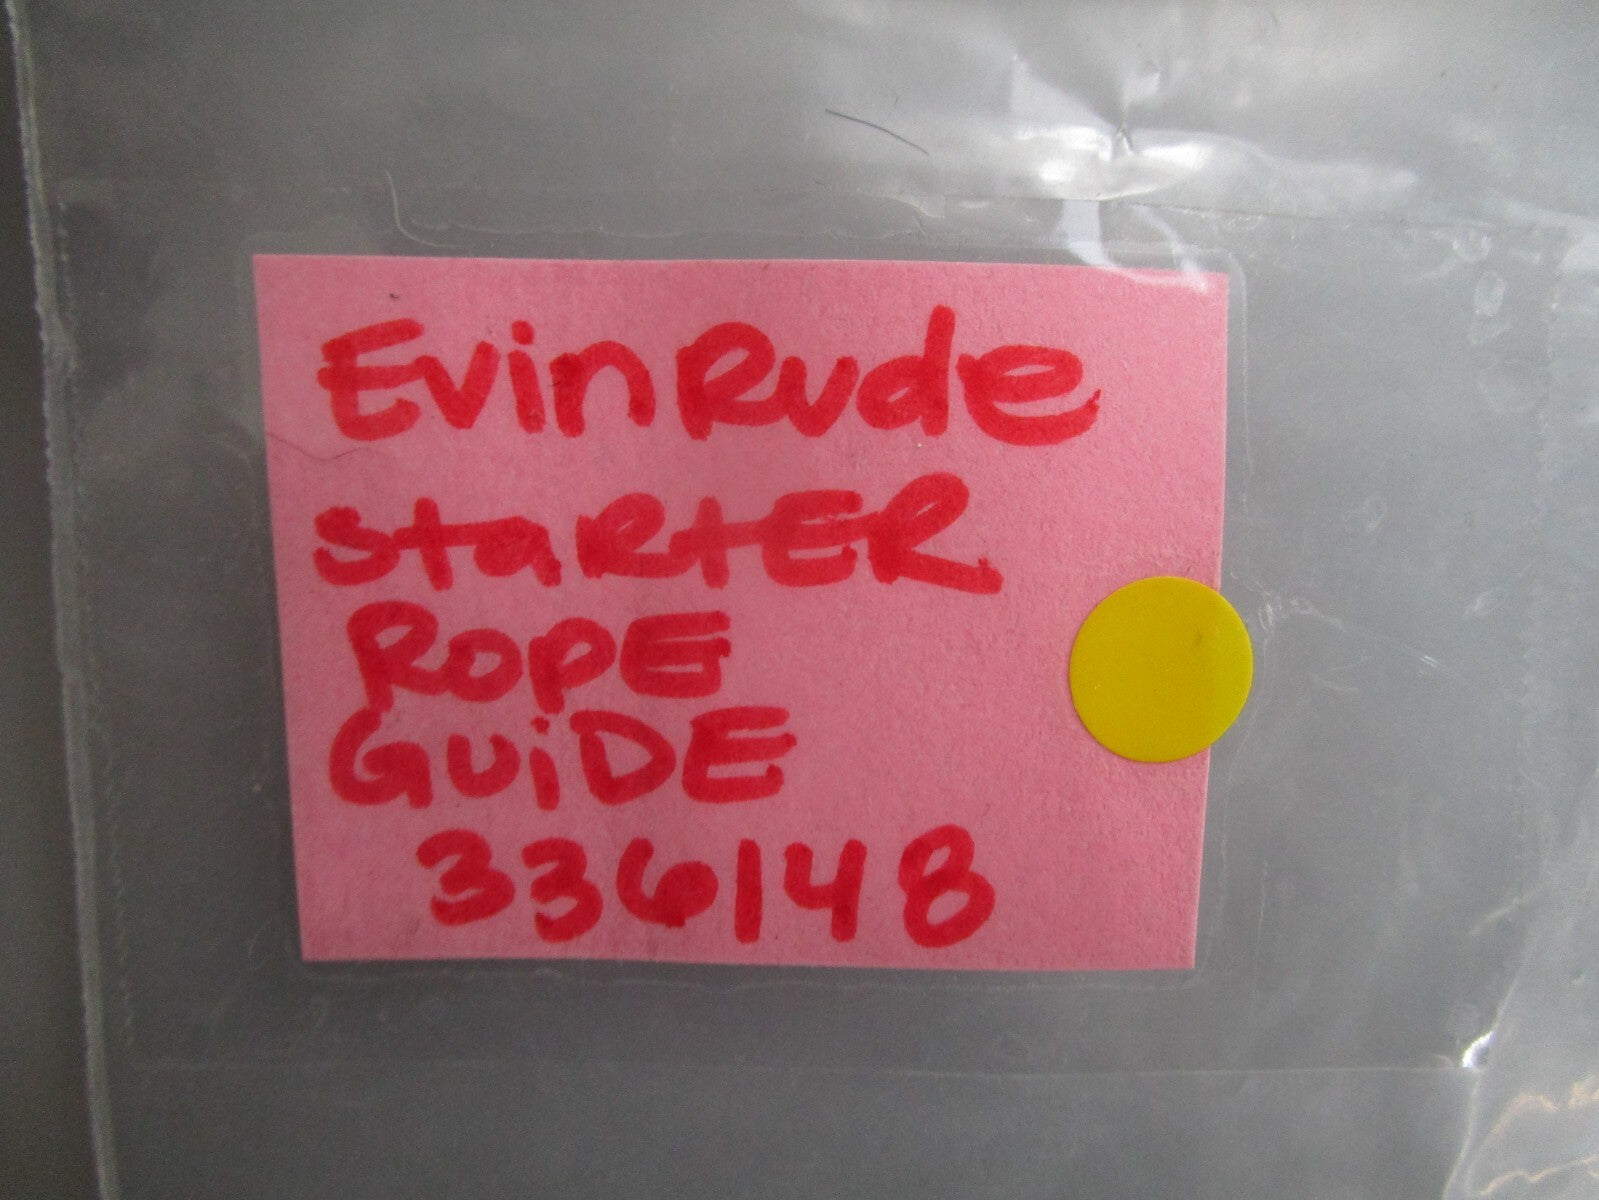 EvinRude
StaRtER
ROPE
GUiDE
336148